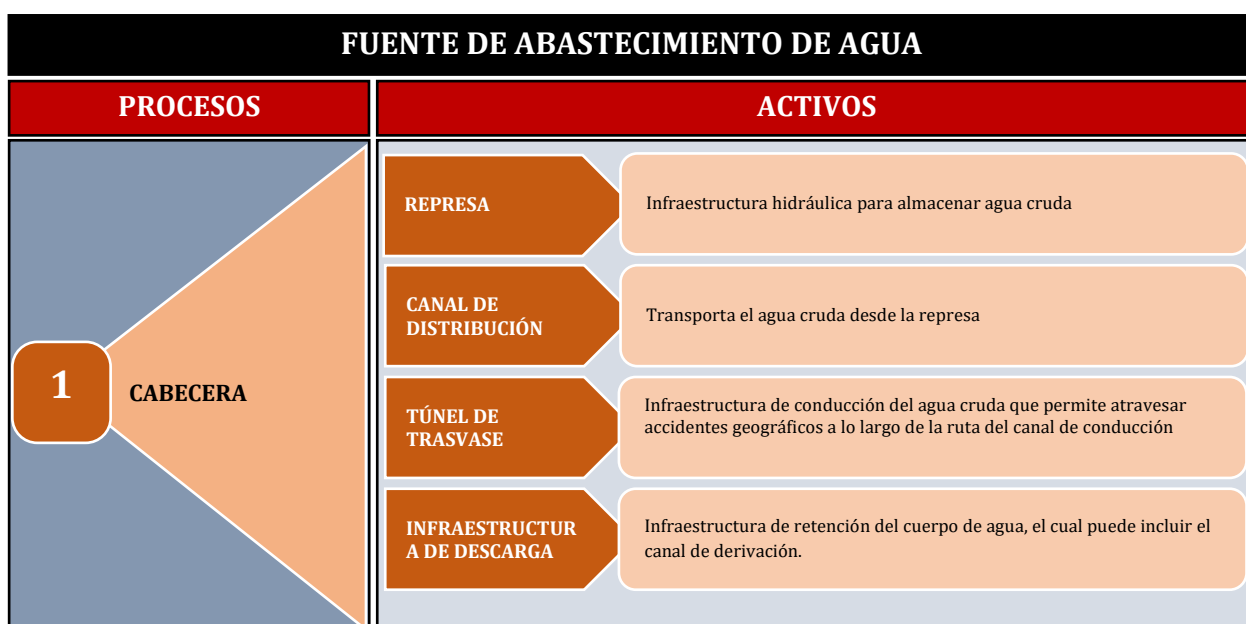 FUENTE DE ABASTECIMIENTO DE AGUA
PROCESOS
ACTIVOS
1
CABECERA
REPRESA
Infraestructura hidráulica para almacenar agua cruda
CANAL DE
DISTRIBUCIÓN
Transporta el agua cruda desde la represa
TÚNEL DE
TRASVASE
Infraestructura de conducción del agua cruda que permite atravesar
accidentes geográficos a lo largo de la ruta del canal de conducción
INFRAESTRUCTUR
A DE DESCARGA
Infraestructura de retención del cuerpo de agua, el cual puede incluir el
canal de derivación.